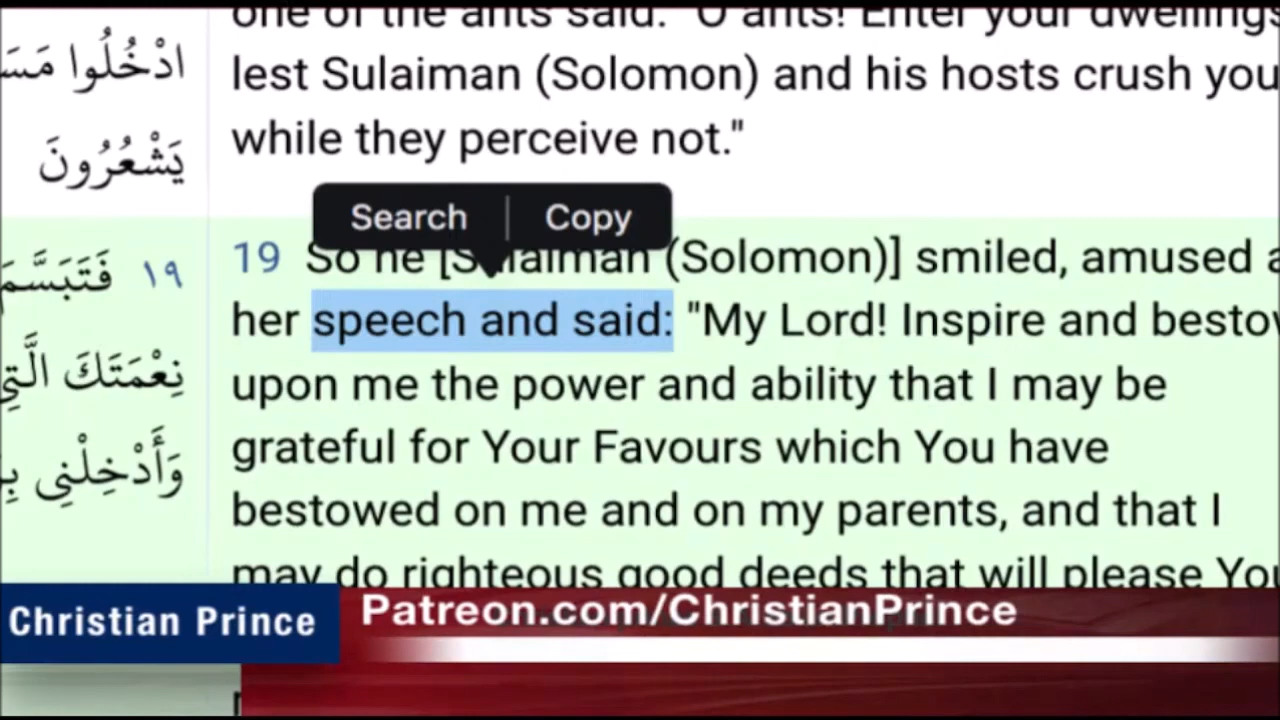 one of the ants said: "O ants! Enter your dwellings
lest Sulaiman (Solomon) and his hosts crush you
while they perceive not."
ادْخُلُوا
يَشْعُرُونَ
Search
Copy
19 So he [Sulaiman (Solomon)] smiled, amused
her speech and said: "My Lord! Inspire and bestow
upon me the power and ability that I may be
grateful for Your Favours which You have
bestowed on me and on my parents, and that I
may do righteous good deeds that will please You
١٩ فَتَبَسَّمَ
نِعْمَتَكَ الَّتِي
وَأَدْخِلْنِي
Christian Prince
Patreon.com/ChristianPrince